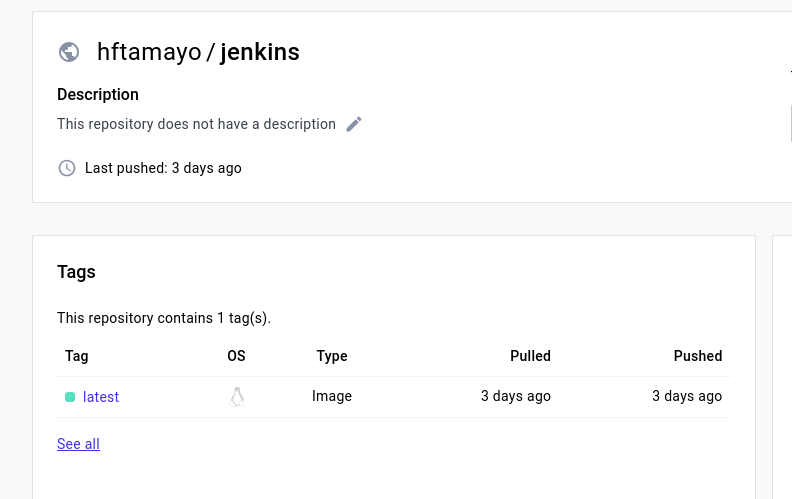 hftamayo / jenkins
Description
This repository does not have a description
Last pushed: 3 days ago
Tags
This repository contains 1 tag(s).
Tag OS Type Pulled Pushed
latest Image 3 days ago 3 days ago
See all